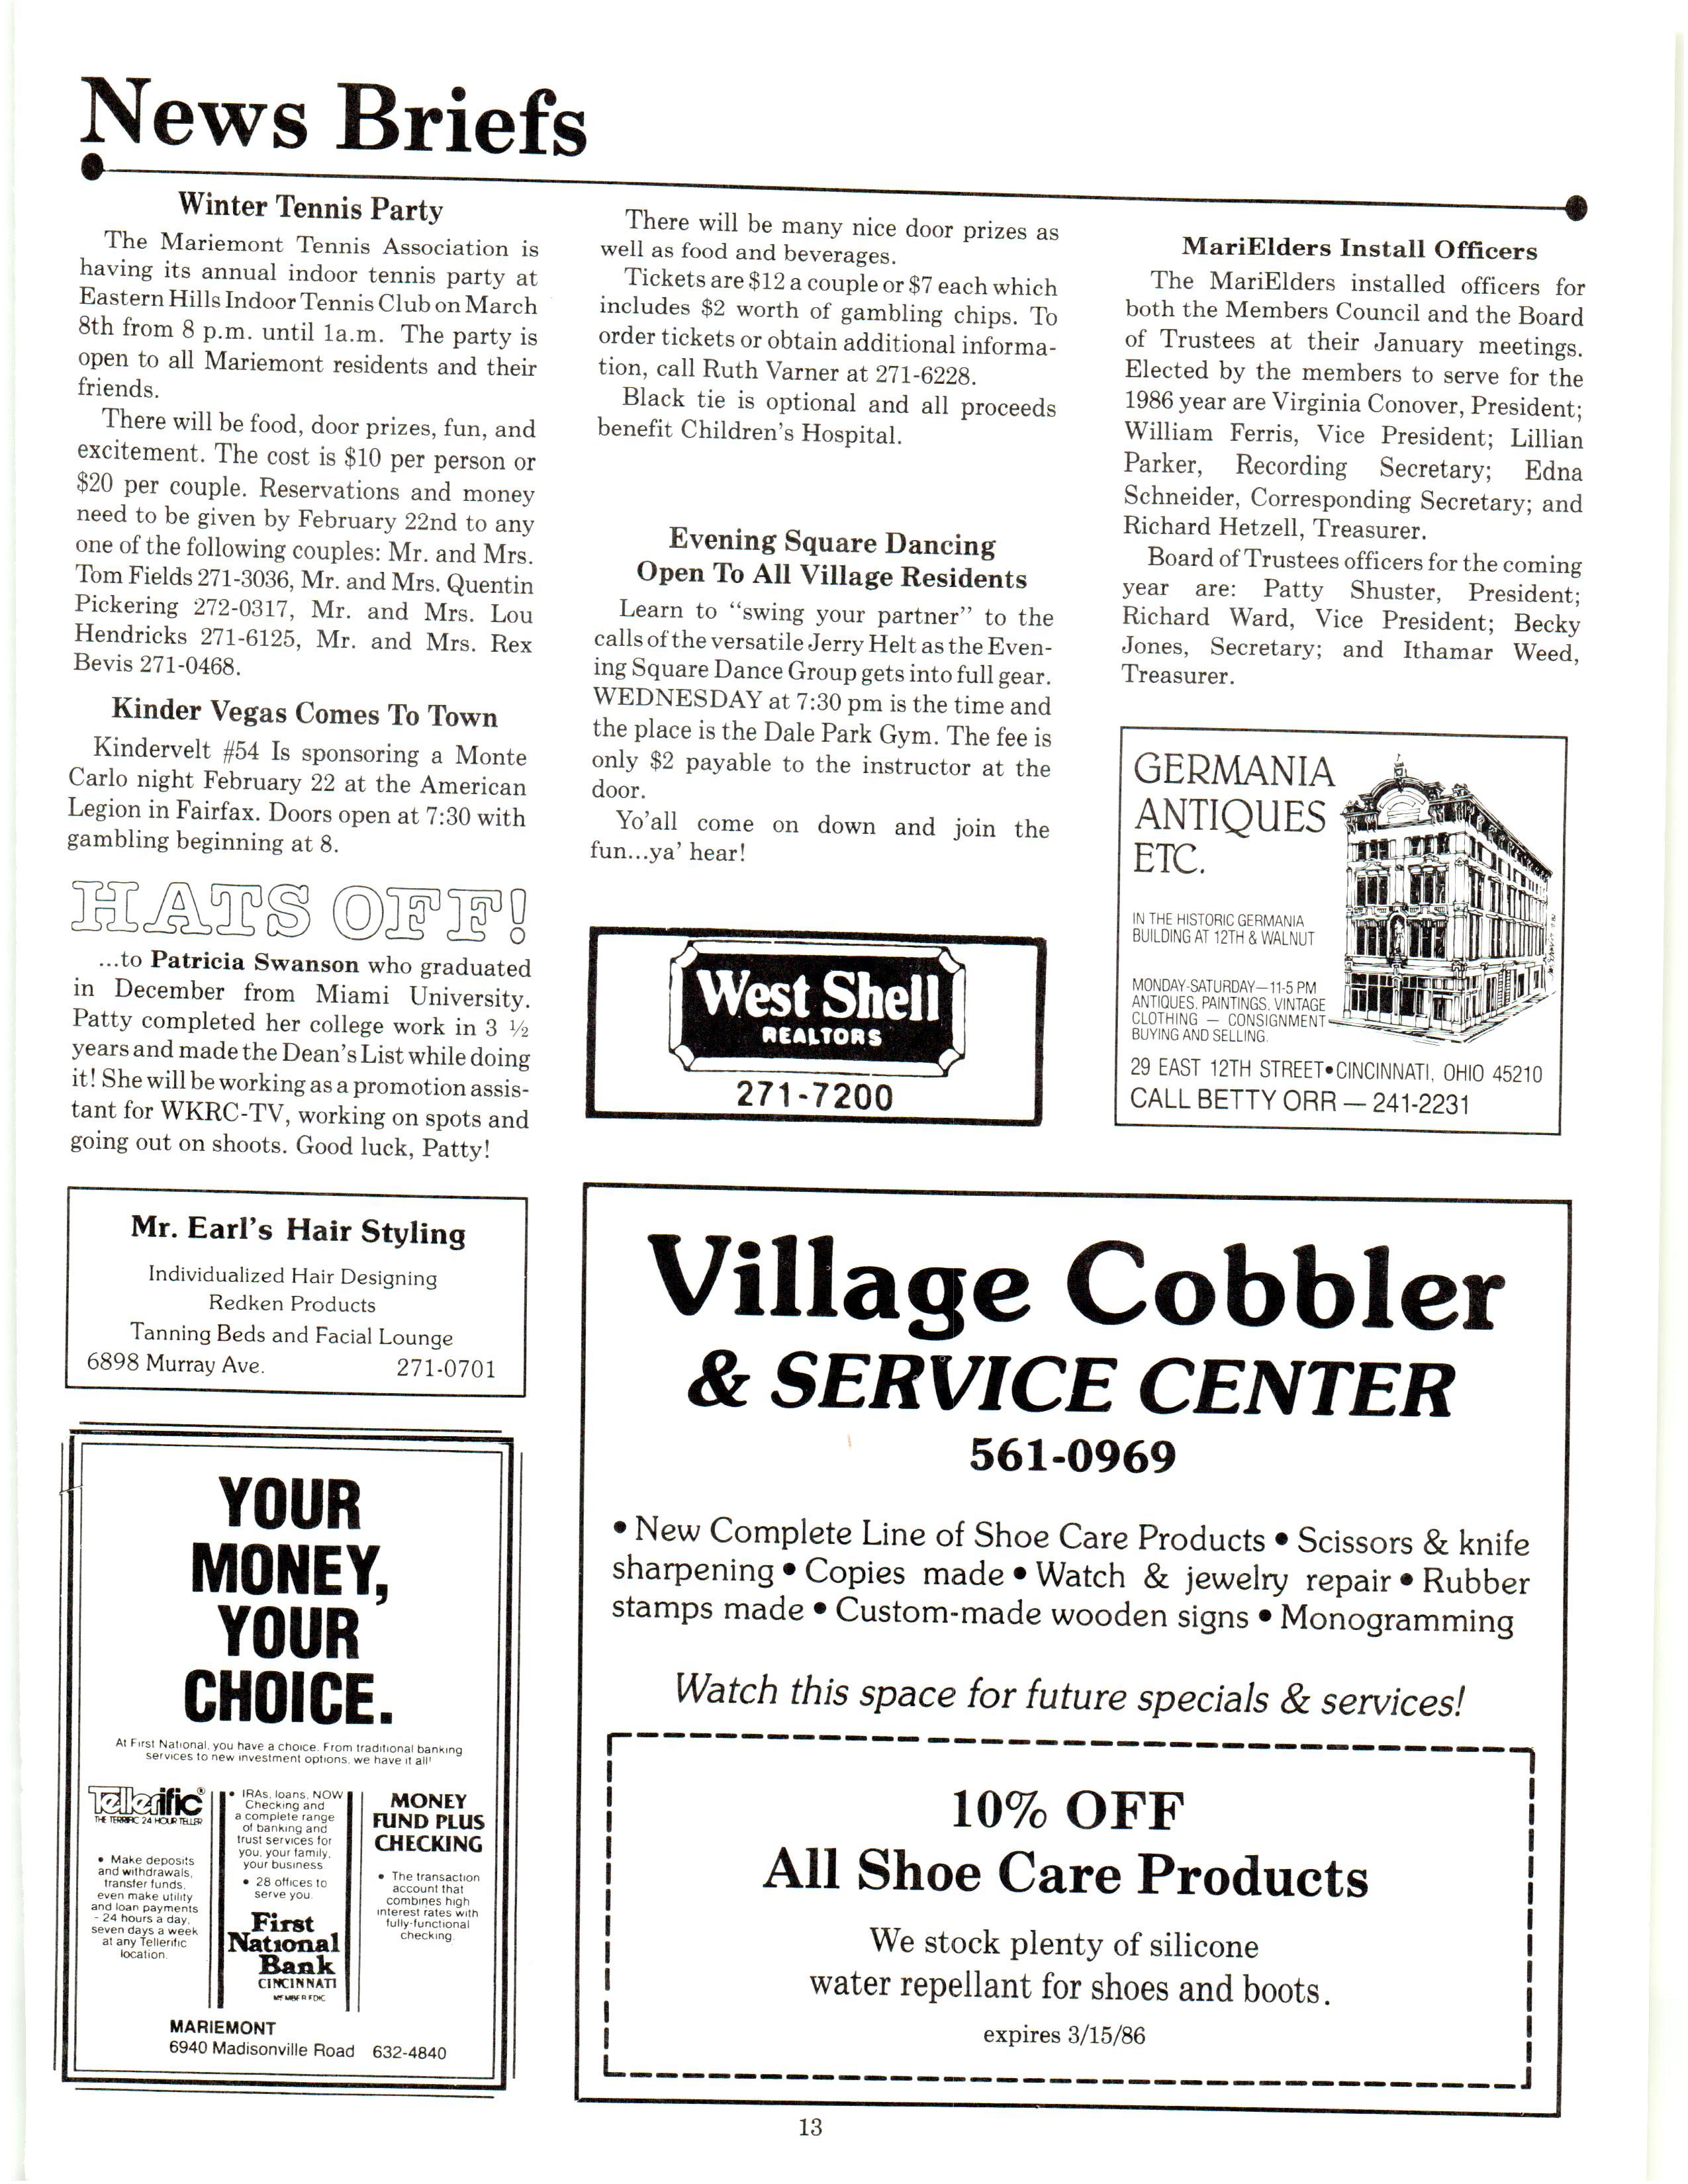 News Briefs
Winter Tennis Party
The Mariemont Tennis Association is
having its annual indoor tennis party at
Eastern Hills Indoor Tennis Club on March
8th from 8 p.m. until 1a.m. The party is
open to all Mariemont residents and their
friends.
There will be food, door prizes, fun, and
excitement. The cost is $10 per person or
$20 per couple. Reservations and money
need to be given by February 22nd to any
one of the following couples: Mr. and Mrs.
Tom Fields 271-3036, Mr. and Mrs. Quentin
Pickering 272-0317, Mr. and Mrs. Lou
Hendricks 271-6125, Mr. and Mrs. Rex
Bevis 271-0468.
Kinder Vegas Comes To Town
Kindervelt #54 Is sponsoring a Monte
Carlo night February 22 at the American
Legion in Fairfax. Doors open at 7:30 with
gambling beginning at 8.
There will be many nice door prizes as
well as food and beverages.
Tickets are $12 a couple or $7 each which
includes $2 worth of gambling chips. To
order tickets or obtain additional informa-
tion, call Ruth Varner at 271-6228.
Black tie is optional and all proceeds
benefit Children's Hospital.
Evening Square Dancing
Open To All Village Residents
Learn to "swing your partner" to the
calls of the versatile Jerry Helt as the Even-
ing Square Dance Group gets into full gear.
WEDNESDAY at 7:30 pm is the time and
the place is the Dale Park Gym. The fee is
only $2 payable to the instructor at the
door.
Yo'all come on down and join the
fun...ya' hear!
MariElders Install Officers
The MariElders installed officers for
both the Members Council and the Board
of Trustees at their January meetings.
Elected by the members to serve for the
1986 year are Virginia Conover, President;
William Ferris, Vice President; Lillian
Parker, Recording Secretary; Edna
Schneider, Corresponding Secretary; and
Richard Hetzell, Treasurer.
Board of Trustees officers for the coming
year are: Patty Shuster, President;
Richard Ward, Vice President; Becky
Jones, Secretary; and Ithamar Weed,
Treasurer.
HATS OFF!
...to Patricia Swanson who graduated
in December from Miami University.
Patty completed her college work in 3 ½
years and made the Dean's List while doing
it! She will be working as a promotion assis-
tant for WKRC-TV, working on spots and
going out on shoots. Good luck, Patty!
West Shell
REALTORS
271-7200
GERMANIA
ANTIQUES
ETC.
IN THE HISTORIC GERMANIA
BUILDING AT 12TH & WALNUT
MONDAY-SATURDAY—11-5 PM
ANTIQUES, PAINTINGS, VINTAGE
CLOTHING — CONSIGNMENT
BUYING AND SELLING.
29 EAST 12TH STREET•CINCINNATI, OHIO 45210
CALL BETTY ORR — 241-2231
Mr. Earl's Hair Styling
Individualized Hair Designing
Redken Products
Tanning Beds and Facial Lounge
6898 Murray Ave. 271-0701
YOUR
MONEY,
YOUR
CHOICE.
At First National, you have a choice. From traditional banking
services to new investment options, we have it all!
Tellerific®
THE TERRIFIC 24 HOUR TELLER
• Make deposits
and withdrawals,
transfer funds,
even make utility
and loan payments
- 24 hours a day,
seven days a week
at any Tellerific
location.
• IRAs, loans, NOW
Checking and
a complete range
of banking and
trust services for
you, your family,
your business
• 28 offices to
serve you.
First
National
Bank
CINCINNATI
MEMBER FDIC
MONEY
FUND PLUS
CHECKING
• The transaction
account that
combines high
interest rates with
fully-functional
checking.
MARIEMONT
6940 Madisonville Road 632-4840
Village Cobbler
& SERVICE CENTER
561-0969
• New Complete Line of Shoe Care Products • Scissors & knife
sharpening • Copies made • Watch & jewelry repair • Rubber
stamps made • Custom-made wooden signs • Monogramming
Watch this space for future specials & services!
10% OFF
All Shoe Care Products
We stock plenty of silicone
water repellant for shoes and boots.
expires 3/15/86
13